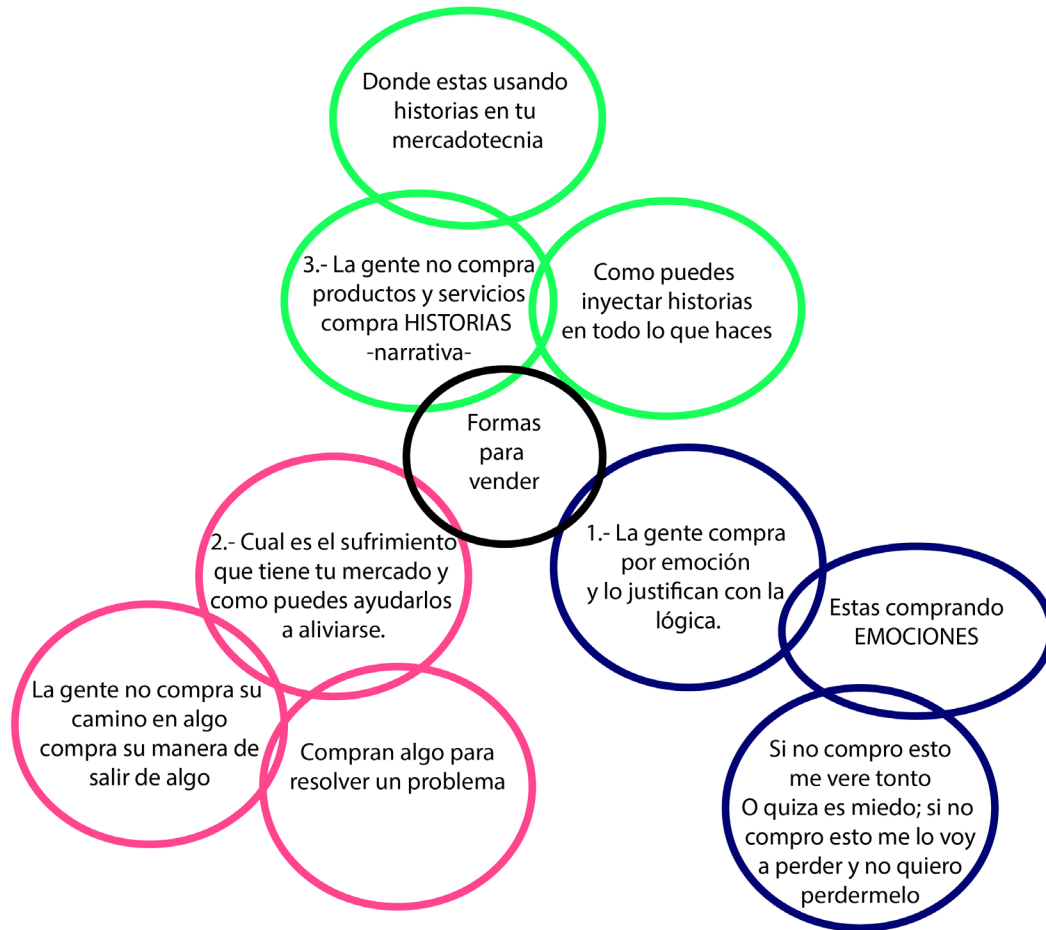 Donde estas usando
historias en tu
mercadotecnia
3.- La gente no compra
productos y servicios
compra HISTORIAS
-narrativa-
Como puedes
inyectar historias
en todo lo que haces
Formas
para
vender
1.- La gente compra
por emoción
y lo justifican con la
lógica.
Estas comprando
EMOCIONES
Si no compro esto
me vere tonto
O quiza es miedo; si no
compro esto me lo voy
a perder y no quiero
perdermelo
2.- Cual es el sufrimiento
que tiene tu mercado y
como puedes ayudarlos
a aliviarse.
La gente no compra su
camino en algo
compra su manera de
salir de algo
Compran algo para
resolver un problema